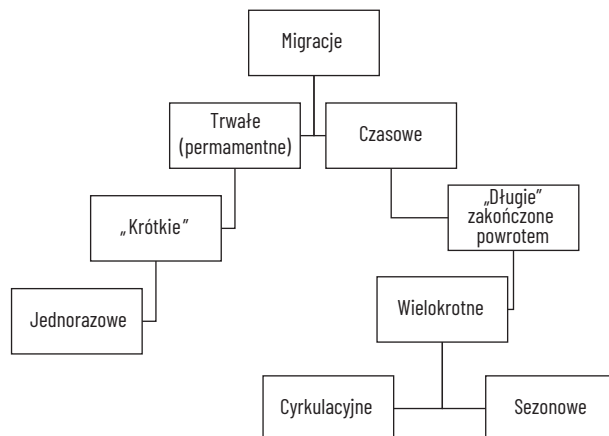 Migracje
Trwałe
(permamentne)
Czasowe
„Krótkie”
„Długie”
zakończone
powrotem
Jednorazowe
Wielokrotne
Cyrkulacyjne
Sezonowe